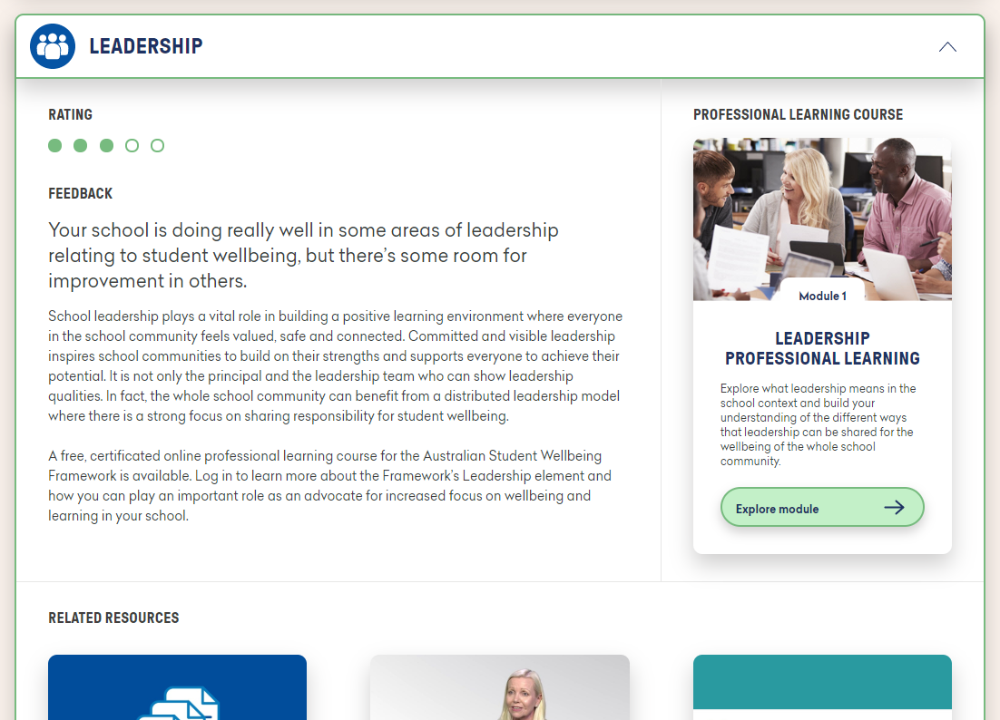 LEADERSHIP
RATING
FEEDBACK
Your school is doing really well in some areas of leadership
relating to student wellbeing, but there’s some room for
improvement in others.
School leadership plays a vital role in building a positive learning environment where everyone
in the school community feels valued, safe and connected. Committed and visible leadership
inspires school communities to build on their strengths and supports everyone to achieve their
potential. It is not only the principal and the leadership team who can show leadership
qualities. In fact, the whole school community can benefit from a distributed leadership model
where there is a strong focus on sharing responsibility for student wellbeing.
A free, certificated online professional learning course for the Australian Student Wellbeing
Framework is available. Log in to learn more about the Framework’s Leadership element and
how you can play an important role as an advocate for increased focus on wellbeing and
learning in your school.
PROFESSIONAL LEARNING COURSE
Module 1
LEADERSHIP
PROFESSIONAL LEARNING
Explore what leadership means in the
school context and build your
understanding of the different ways
that leadership can be shared for the
wellbeing of the whole school
community.
Explore module
RELATED RESOURCES